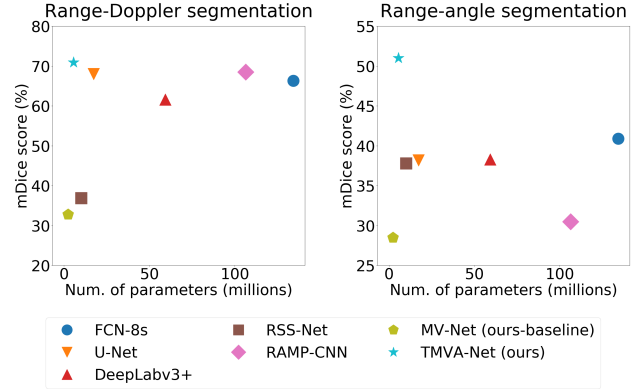 Range-Doppler segmentation
mDice score (%)
80
70
60
50
40
30
20
0 50 100
Num. of parameters (millions)
Range-angle segmentation
mDice score (%)
55
50
45
40
35
30
25
0 50 100
Num. of parameters (millions)
FCN-8s
U-Net
DeepLabv3+
RSS-Net
RAMP-CNN
MV-Net (ours-baseline)
TMVA-Net (ours)